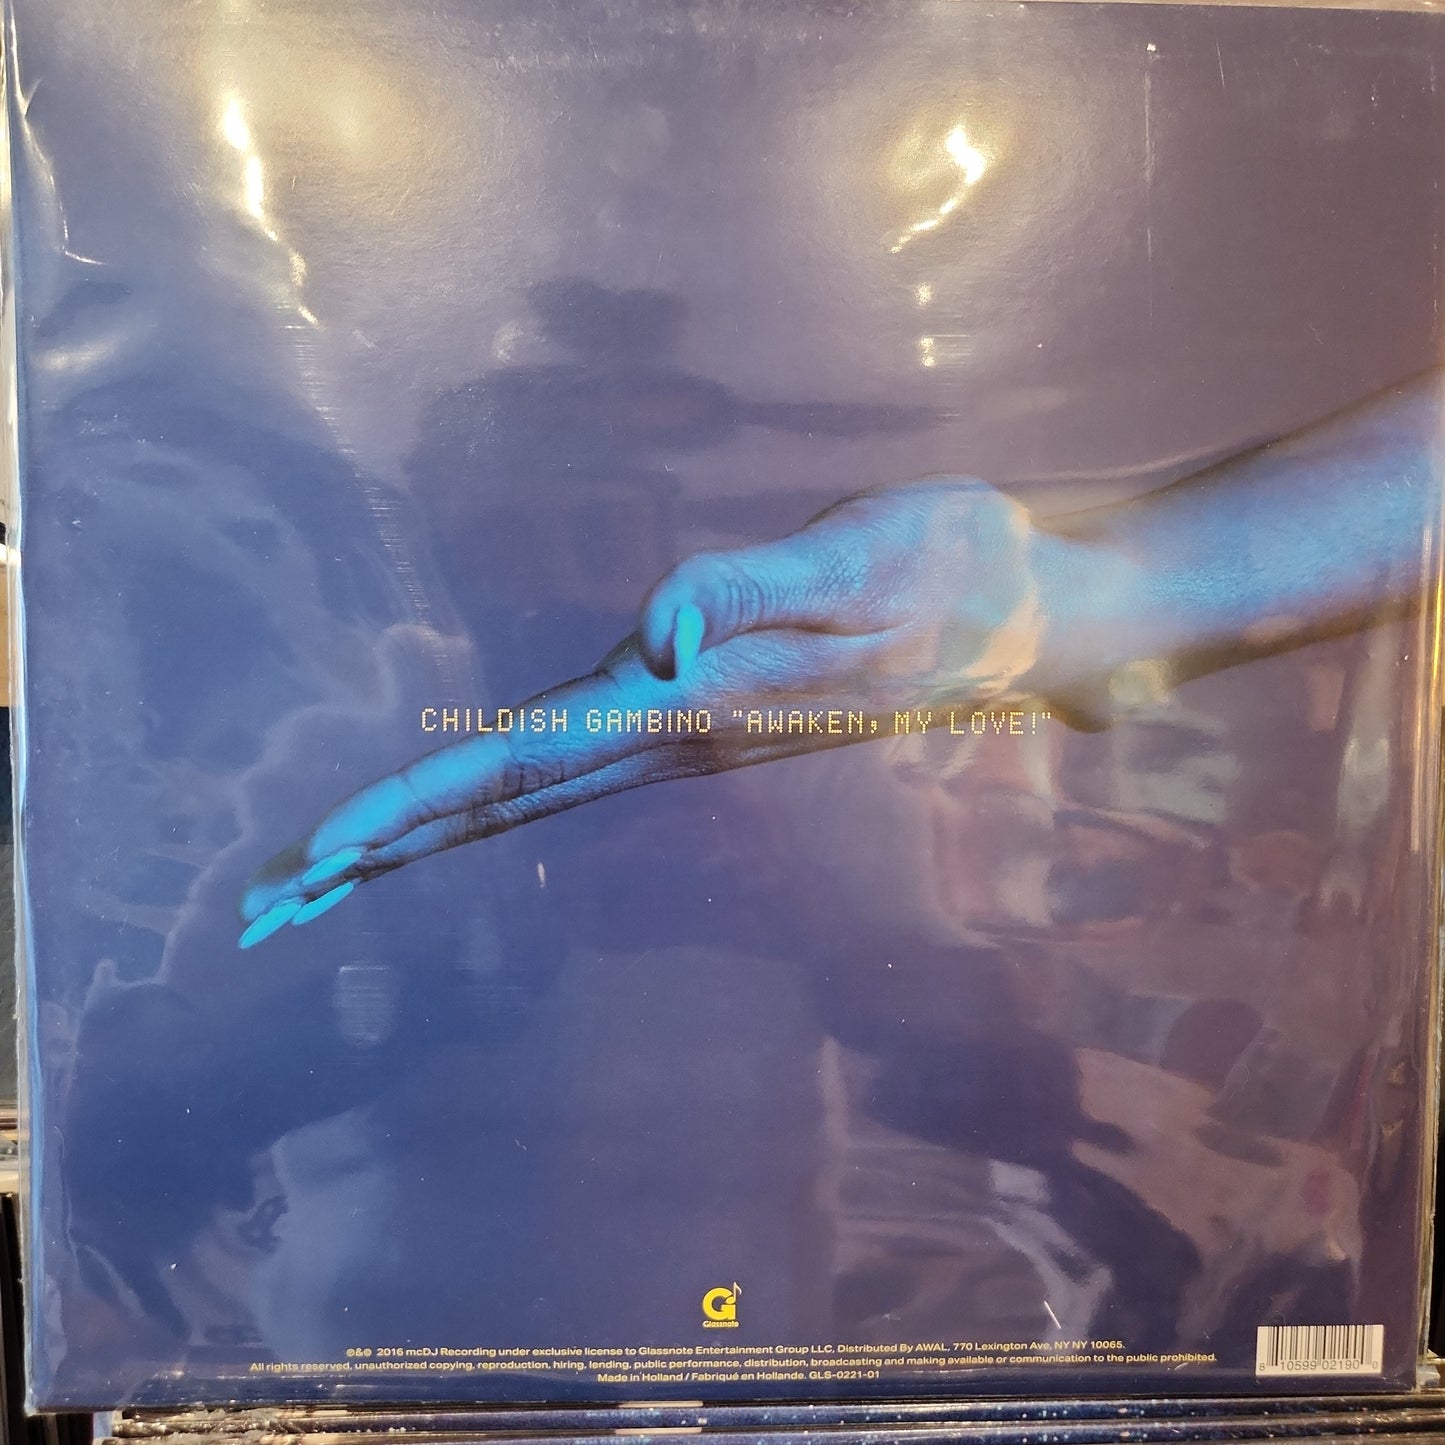 CHILDISH GAMBINO "AWAKEN, MY LOVE!"
G
Glassnote
℗&© 2016 mcDJ Recording under exclusive license to Glassnote Entertainment Group LLC, Distributed By AWAL. 770 Lexington Ave, NY NY 10065.
All rights reserved, unauthorized copying, reproduction, hiring, lending, public performance, distribution, broadcasting and making available or communication to the public prohibited.
Made in Holland / Fabriqué en Hollande. GLS-0221-01
8 10599 02190 0